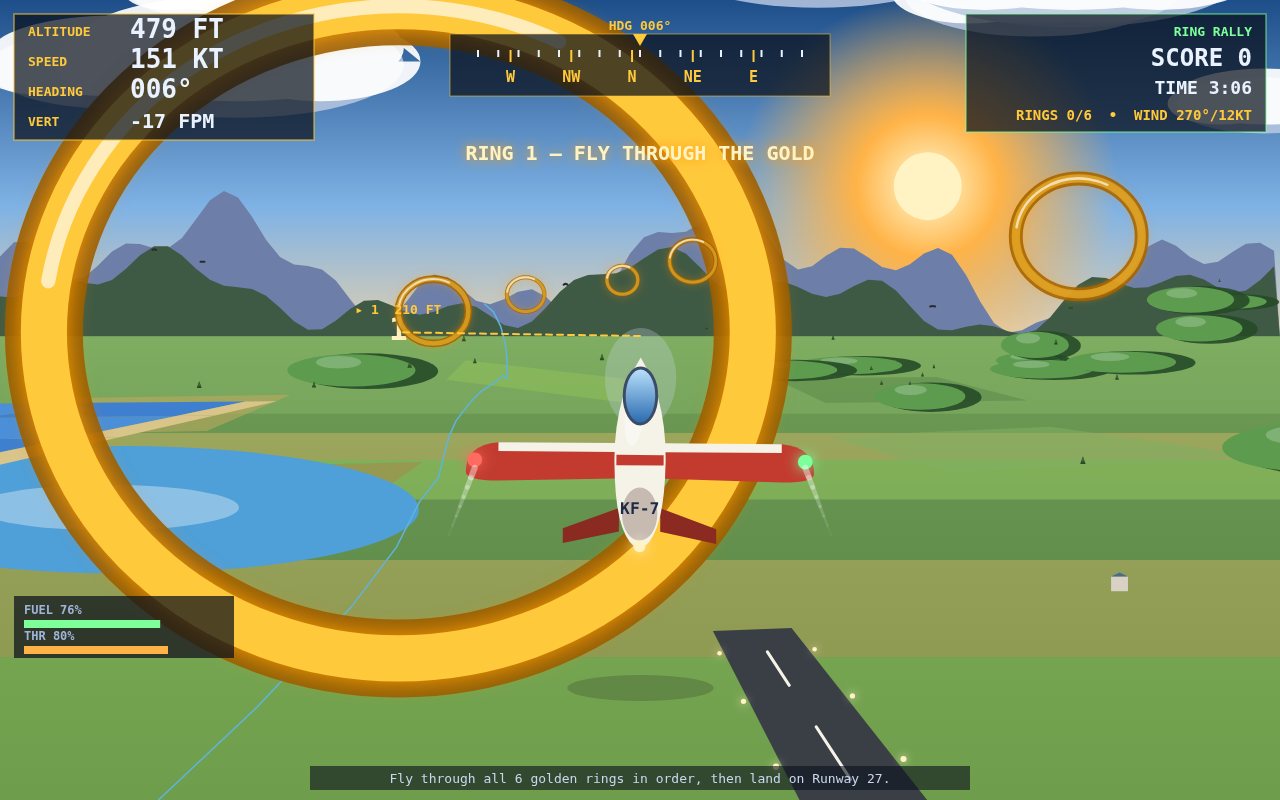 ALTITUDE 479 FT
SPEED 151 KT
HEADING 006°
VERT -17 FPM
HDG 006°
W NW N NE E
RING RALLY
SCORE 0
TIME 3:06
RINGS 0/6 • WIND 270°/12KT
RING 1 — FLY THROUGH THE GOLD
▸ 1 210 FT
1
KF-7
FUEL 76%
THR 80%
Fly through all 6 golden rings in order, then land on Runway 27.